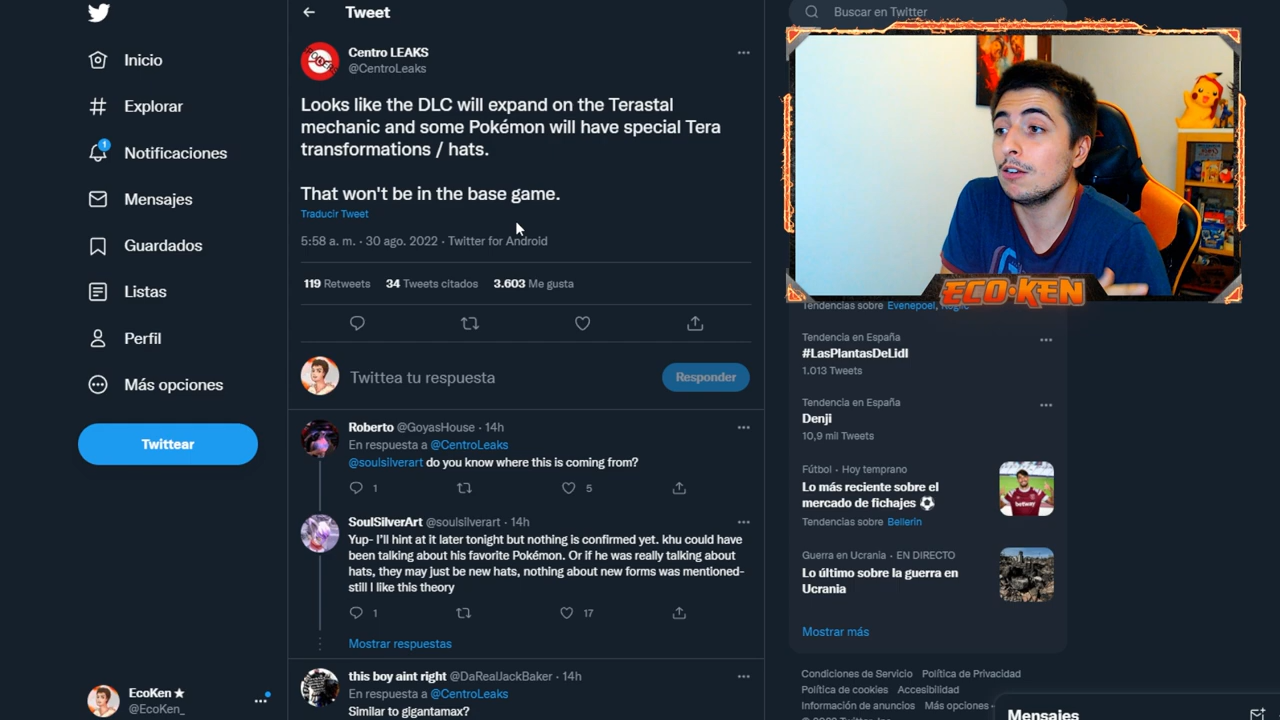 Inicio
Explorar
1
Notificaciones
Mensajes
Guardados
Listas
Perfil
Más opciones
Twittear
EcoKen ★
@EcoKen_
Tweet
Centro LEAKS
@CentroLeaks
Looks like the DLC will expand on the Terastal
mechanic and some Pokémon will have special Tera
transformations / hats.
That won't be in the base game.
Traducir Tweet
5:58 a. m. · 30 ago. 2022 · Twitter for Android
119 Retweets 34 Tweets citados 3.603 Me gusta
Twittea tu respuesta
Responder
Roberto @GoyasHouse · 14h
En respuesta a @CentroLeaks
@soulsilverart do you know where this is coming from?
1 5
SoulSilverArt @soulsilverart · 14h
Yup- I'll hint at it later tonight but nothing is confirmed yet. khu could have
been talking about his favorite Pokémon. Or if he was really talking about
hats, they may just be new hats, nothing about new forms was mentioned-
still I like this theory
1 17
Mostrar respuestas
this boy aint right @DaRealJackBaker · 14h
En respuesta a @CentroLeaks
Similar to gigantamax?
Buscar en Twitter
ECO·KEN
Tendencias sobre Evenepoel,
Tendencia en España
#LasPlantasDeLidl
1.013 Tweets
Tendencia en España
Denji
10,9 mil Tweets
Fútbol · Hoy temprano
Lo más reciente sobre el
mercado de fichajes ⚽
Tendencias sobre Bellerín
betway
Guerra en Ucrania · EN DIRECTO
Lo último sobre la guerra en
Ucrania
Mostrar más
Condiciones de Servicio Política de Privacidad
Política de cookies Accesibilidad
Información de anuncios Más opciones
Mensajes